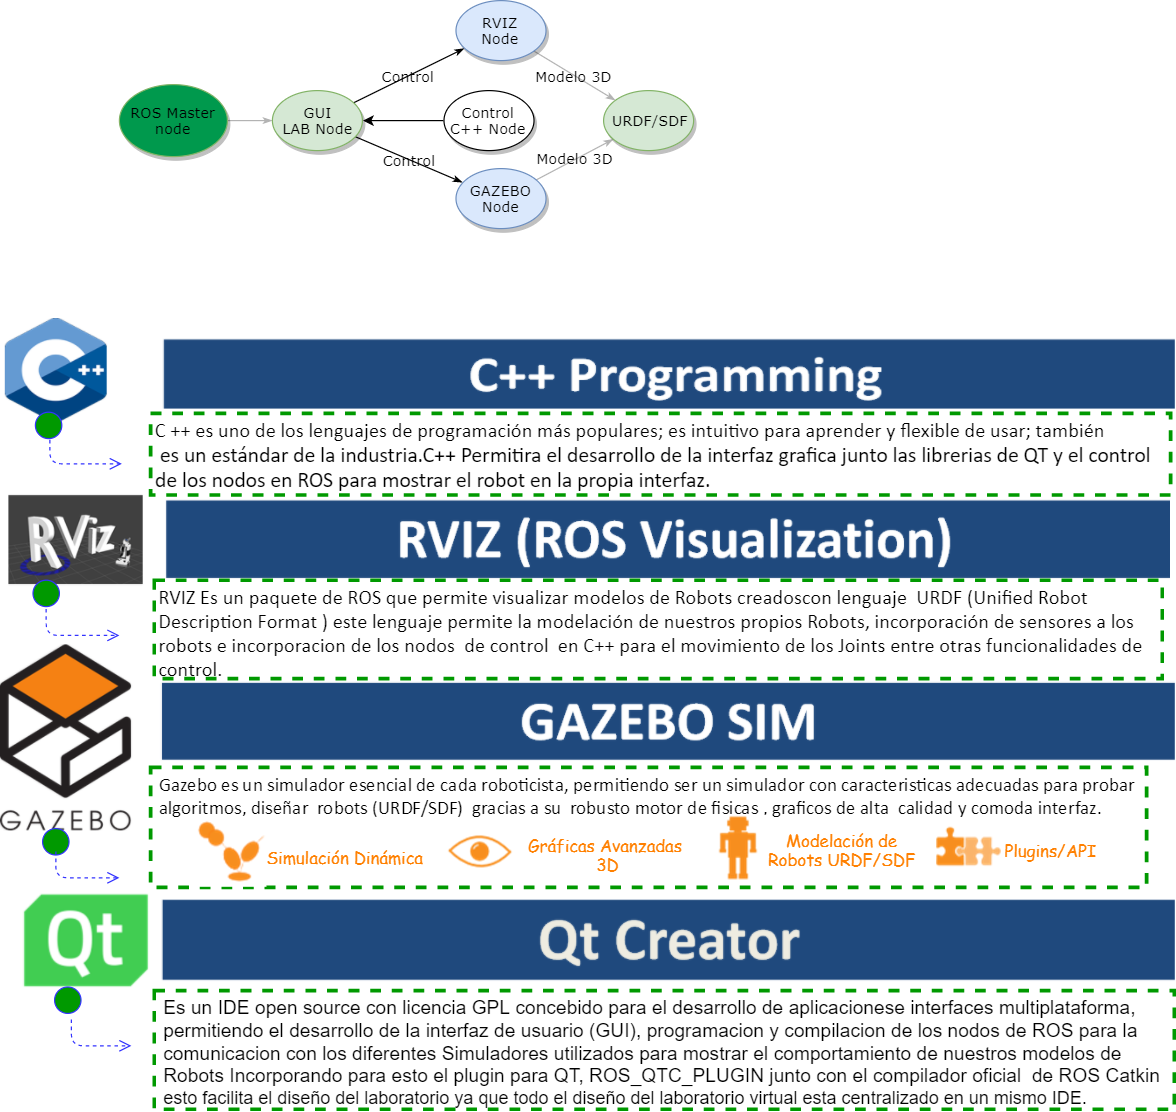 RVIZ
Node
Control
Modelo 3D
ROS Master
node
GUI
LAB Node
Control
C++ Node
URDF/SDF
Control
Modelo 3D
GAZEBO
Node
C++
C++ Programming
C ++ es uno de los lenguajes de programación más populares; es intuitivo para aprender y flexible de usar; también
es un estándar de la industria.C++ Permitira el desarrollo de la interfaz grafica junto las librerias de QT y el control
de los nodos en ROS para mostrar el robot en la propia interfaz.
RViz
RVIZ (ROS Visualization)
RVIZ Es un paquete de ROS que permite visualizar modelos de Robots creadoscon lenguaje URDF (Unified Robot
Description Format ) este lenguaje permite la modelación de nuestros propios Robots, incorporación de sensores a los
robots e incorporacion de los nodos de control en C++ para el movimiento de los Joints entre otras funcionalidades de
control.
GAZEBO SIM
GAZEBO
Gazebo es un simulador esencial de cada roboticista, permitiendo ser un simulador con caracteristicas adecuadas para probar
algoritmos, diseñar robots (URDF/SDF) gracias a su robusto motor de fisicas , graficos de alta calidad y comoda interfaz.
Simulación Dinámica
Gráficas Avanzadas
3D
Modelación de
Robots URDF/SDF
Plugins/API
Qt
Qt Creator
Es un IDE open source con licencia GPL concebido para el desarrollo de aplicacionese interfaces multiplataforma,
permitiendo el desarrollo de la interfaz de usuario (GUI), programacion y compilacion de los nodos de ROS para la
comunicacion con los diferentes Simuladores utilizados para mostrar el comportamiento de nuestros modelos de
Robots Incorporando para esto el plugin para QT, ROS_QTC_PLUGIN junto con el compilador oficial de ROS Catkin
esto facilita el diseño del laboratorio ya que todo el diseño del laboratorio virtual esta centralizado en un mismo IDE.